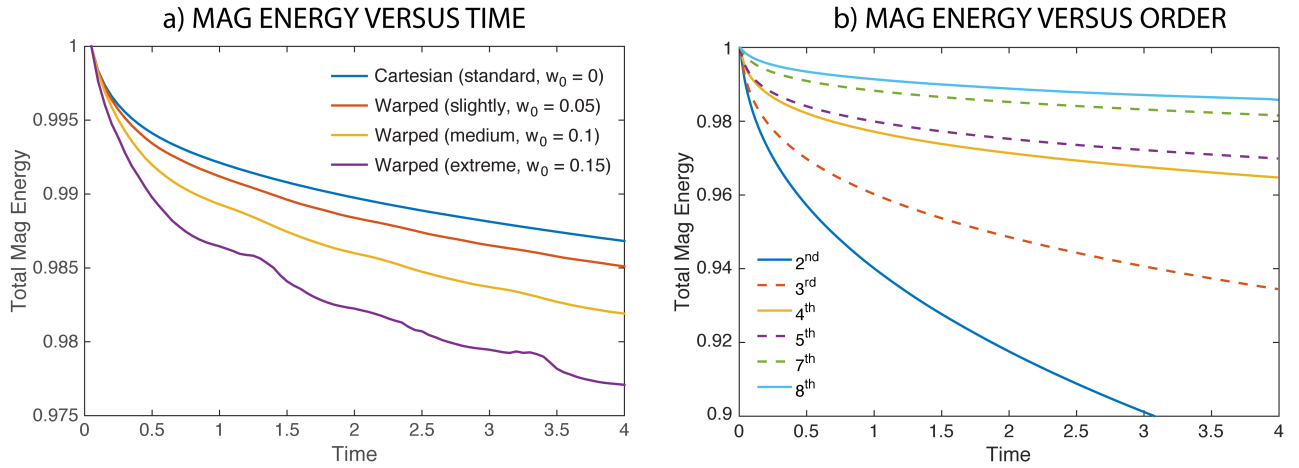 a) MAG ENERGY VERSUS TIME
1
0.995
0.99
0.985
0.98
0.975
Total Mag Energy
Cartesian (standard, w₀ = 0)
Warped (slightly, w₀ = 0.05)
Warped (medium, w₀ = 0.1)
Warped (extreme, w₀ = 0.15)
0 0.5 1 1.5 2 2.5 3 3.5 4
Time
b) MAG ENERGY VERSUS ORDER
1
0.98
0.96
0.94
0.92
0.9
Total Mag Energy
2ⁿᵈ
3ʳᵈ
4ᵗʰ
5ᵗʰ
7ᵗʰ
8ᵗʰ
0 0.5 1 1.5 2 2.5 3 3.5 4
Time